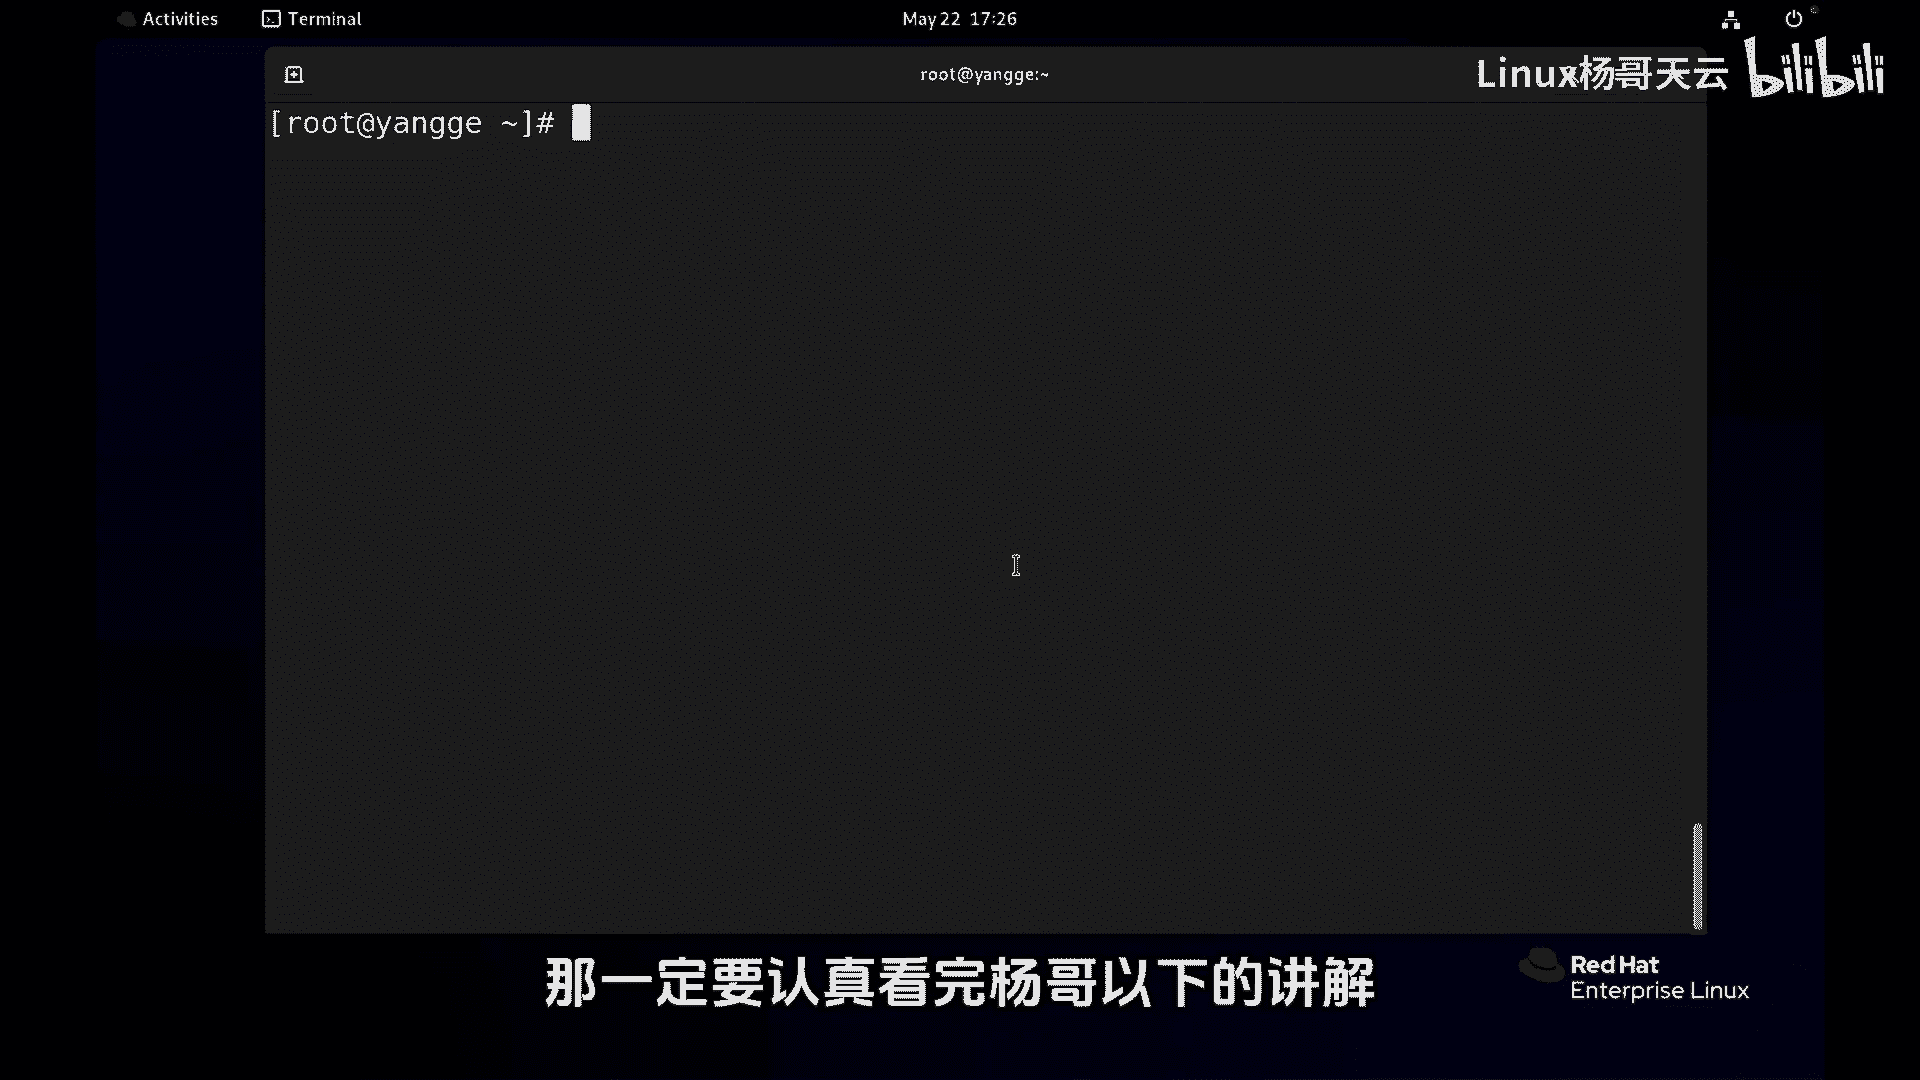 Activities
Terminal
May 22 17:26
root@yangge:~
Linux杨哥天云
bilibili
[root@yangge ~]#
那一定要认真看完杨哥以下的讲解
Red Hat
Enterprise Linux